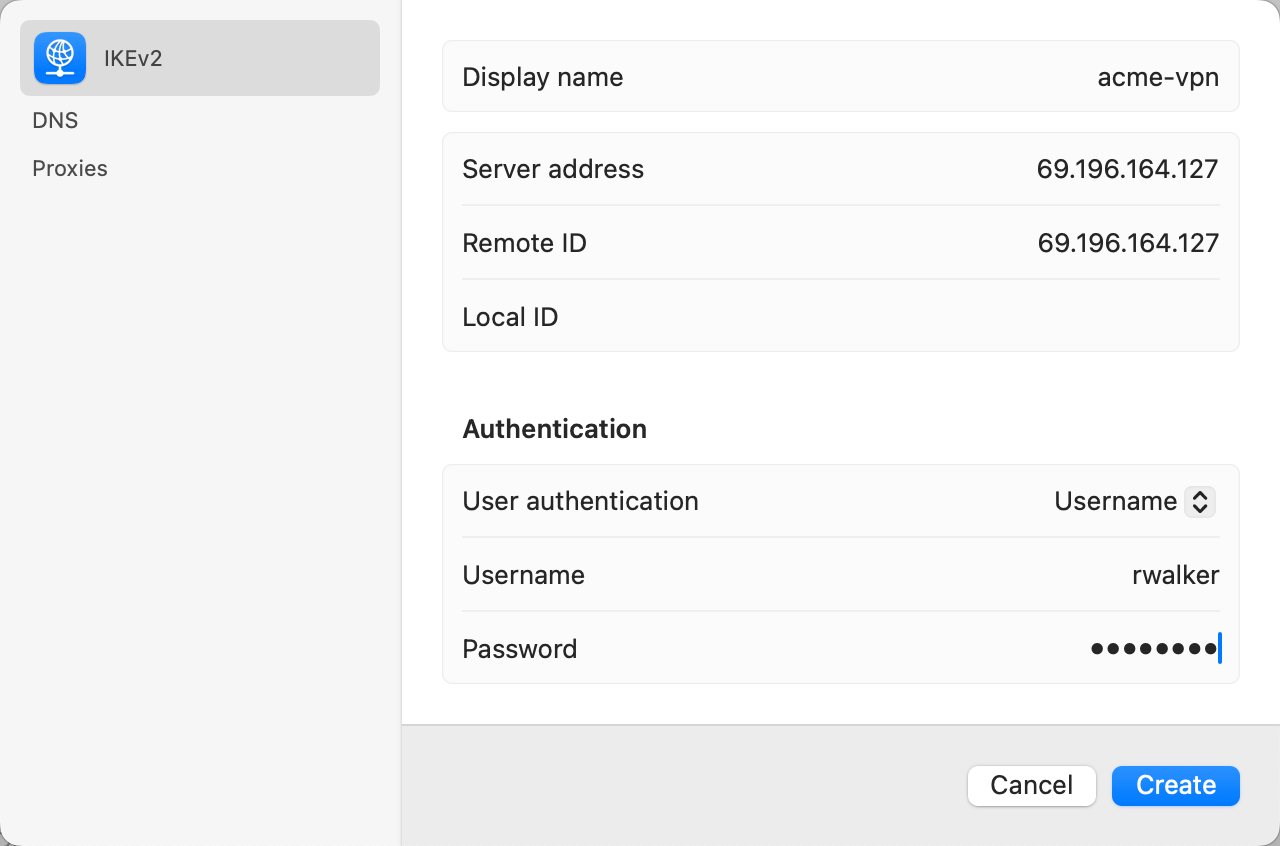 IKEv2
DNS
Proxies
Display name acme-vpn
Server address 69.196.164.127
Remote ID 69.196.164.127
Local ID
Authentication
User authentication Username
Username rwalker
Password ••••••••
Cancel Create